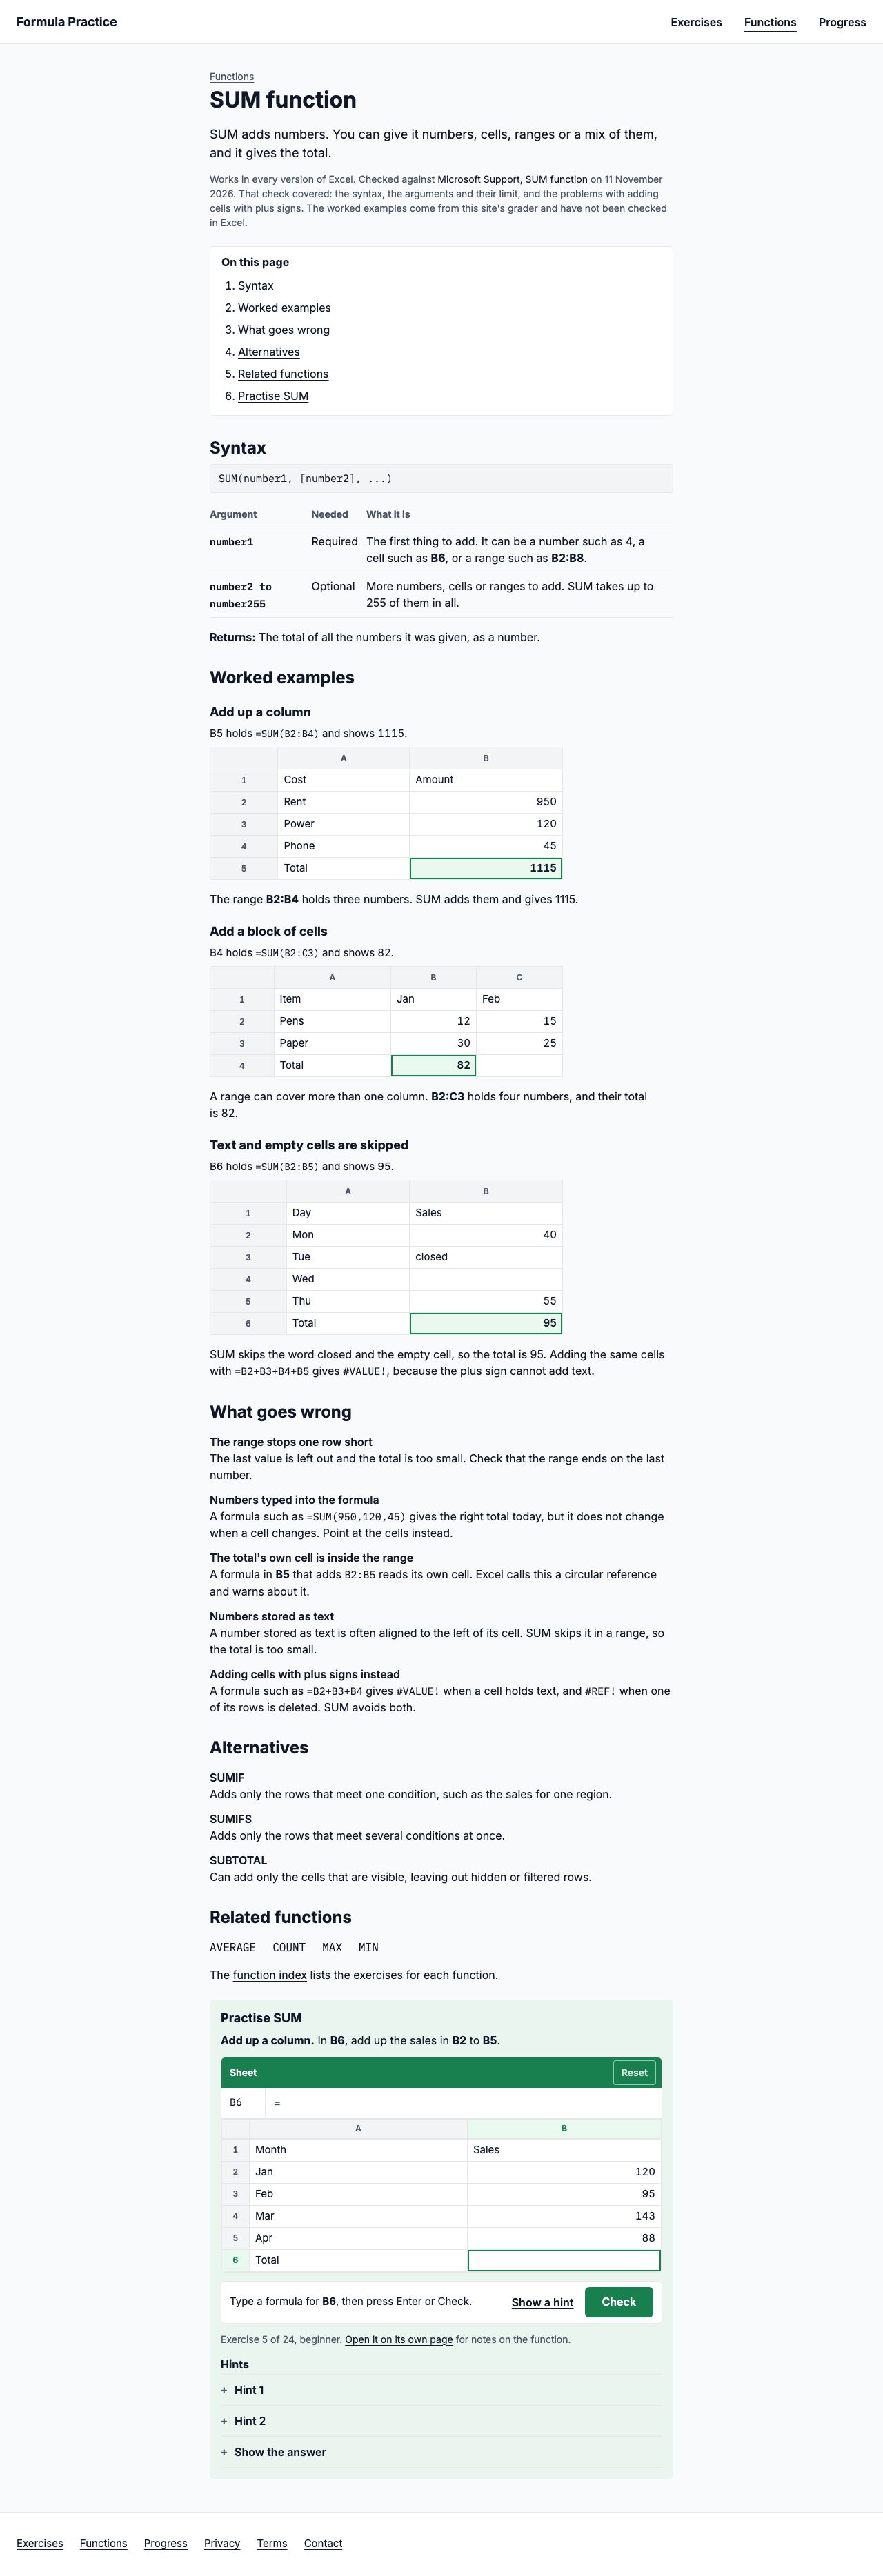 Formula Practice
Exercises Functions Progress
Functions
SUM function
SUM adds numbers. You can give it numbers, cells, ranges or a mix of them,
and it gives the total.
Works in every version of Excel. Checked against Microsoft Support, SUM function on 11 November
2026. That check covered: the syntax, the arguments and their limit, and the problems with adding
cells with plus signs. The worked examples come from this site's grader and have not been checked
in Excel.
On this page
1. Syntax
2. Worked examples
3. What goes wrong
4. Alternatives
5. Related functions
6. Practise SUM
Syntax
SUM(number1, [number2], ...)
Argument Needed What it is
number1 Required The first thing to add. It can be a number such as 4, a
cell such as B6, or a range such as B2:B8.
number2 to Optional More numbers, cells or ranges to add. SUM takes up to
number255 255 of them in all.
Returns: The total of all the numbers it was given, as a number.
Worked examples
Add up a column
B5 holds =SUM(B2:B4) and shows 1115.
A B
1 Cost Amount
2 Rent 950
3 Power 120
4 Phone 45
5 Total 1115
The range B2:B4 holds three numbers. SUM adds them and gives 1115.
Add a block of cells
B4 holds =SUM(B2:C3) and shows 82.
A B C
1 Item Jan Feb
2 Pens 12 15
3 Paper 30 25
4 Total 82
A range can cover more than one column. B2:C3 holds four numbers, and their total
is 82.
Text and empty cells are skipped
B6 holds =SUM(B2:B5) and shows 95.
A B
1 Day Sales
2 Mon 40
3 Tue closed
4 Wed
5 Thu 55
6 Total 95
SUM skips the word closed and the empty cell, so the total is 95. Adding the same cells
with =B2+B3+B4+B5 gives #VALUE!, because the plus sign cannot add text.
What goes wrong
The range stops one row short
The last value is left out and the total is too small. Check that the range ends on the last
number.
Numbers typed into the formula
A formula such as =SUM(950,120,45) gives the right total today, but it does not change
when a cell changes. Point at the cells instead.
The total's own cell is inside the range
A formula in B5 that adds B2:B5 reads its own cell. Excel calls this a circular reference
and warns about it.
Numbers stored as text
A number stored as text is often aligned to the left of its cell. SUM skips it in a range, so
the total is too small.
Adding cells with plus signs instead
A formula such as =B2+B3+B4 gives #VALUE! when a cell holds text, and #REF! when one
of its rows is deleted. SUM avoids both.
Alternatives
SUMIF
Adds only the rows that meet one condition, such as the sales for one region.
SUMIFS
Adds only the rows that meet several conditions at once.
SUBTOTAL
Can add only the cells that are visible, leaving out hidden or filtered rows.
Related functions
AVERAGE COUNT MAX MIN
The function index lists the exercises for each function.
Practise SUM
Add up a column. In B6, add up the sales in B2 to B5.
Sheet Reset
B6 =
A B
1 Month Sales
2 Jan 120
3 Feb 95
4 Mar 143
5 Apr 88
6 Total
Type a formula for B6, then press Enter or Check. Show a hint Check
Exercise 5 of 24, beginner. Open it on its own page for notes on the function.
Hints
+ Hint 1
+ Hint 2
+ Show the answer
Exercises Functions Progress Privacy Terms Contact